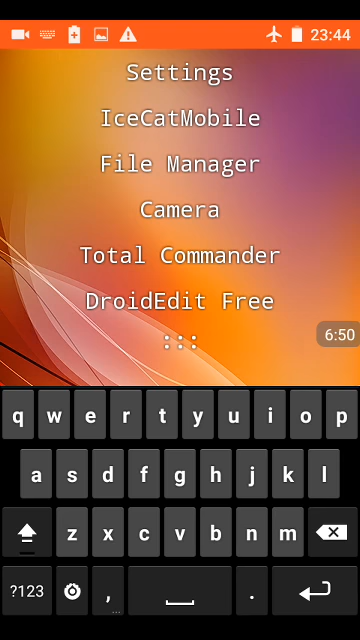 23:44
Settings
IceCatMobile
File Manager
Camera
Total Commander
DroidEdit Free
:::
6:50
q w e r t y u i o p
a s d f g h j k l
z x c v b n m
?123 , ... .